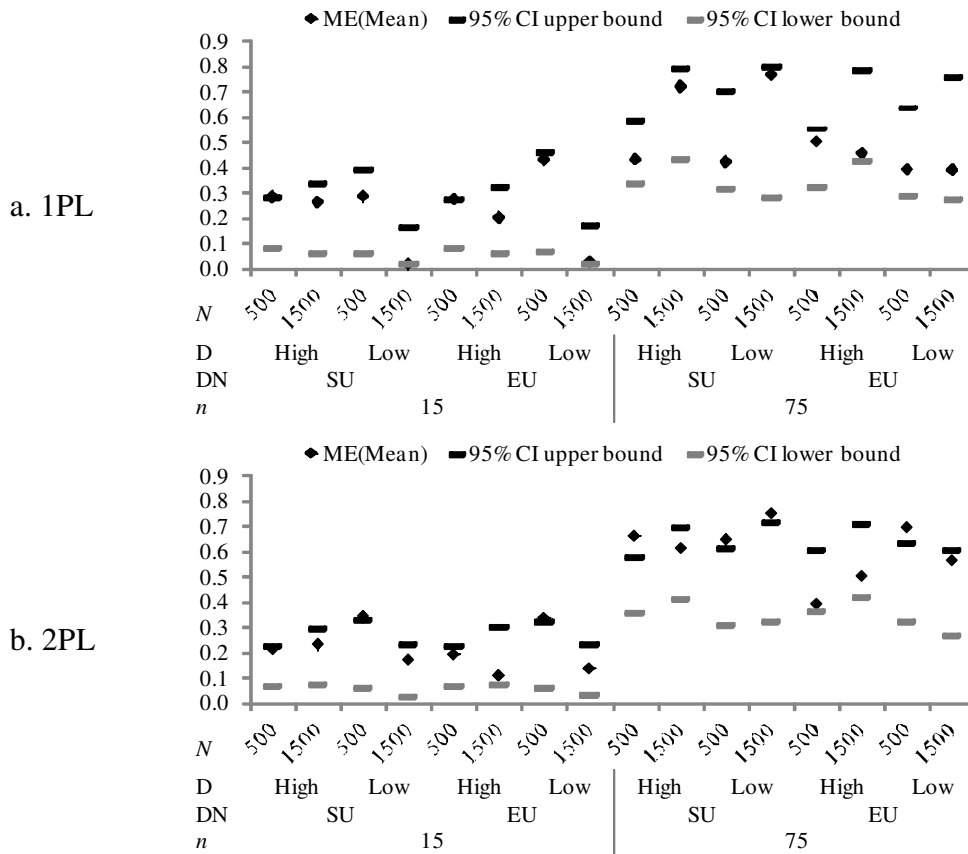 ME(Mean) 95% CI upper bound 95% CI lower bound
0.9
0.8
0.7
0.6
0.5
0.4
0.3
0.2
0.1
0.0
a. 1PL
N 500 1500 500 1500 500 1500 500 1500 500 1500 500 1500 500 1500 500 1500
D High Low High Low High Low High Low
DN SU EU SU EU
n 15 75
ME(Mean) 95% CI upper bound 95% CI lower bound
0.9
0.8
0.7
0.6
0.5
0.4
0.3
0.2
0.1
0.0
b. 2PL
N 500 1500 500 1500 500 1500 500 1500 500 1500 500 1500 500 1500 500 1500
D High Low High Low High Low High Low
DN SU EU SU EU
n 15 75